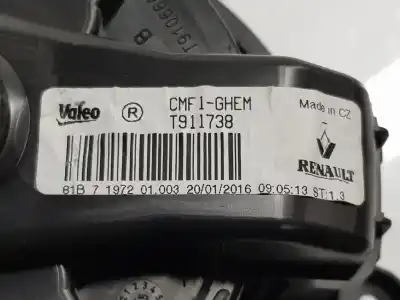 T91066
B
Valeo ® CMF1-GHEM Made in CZ
T911738
RENAULT
81B 7 1972 01.003 20/01/2016 09:05:13 ST:1.3